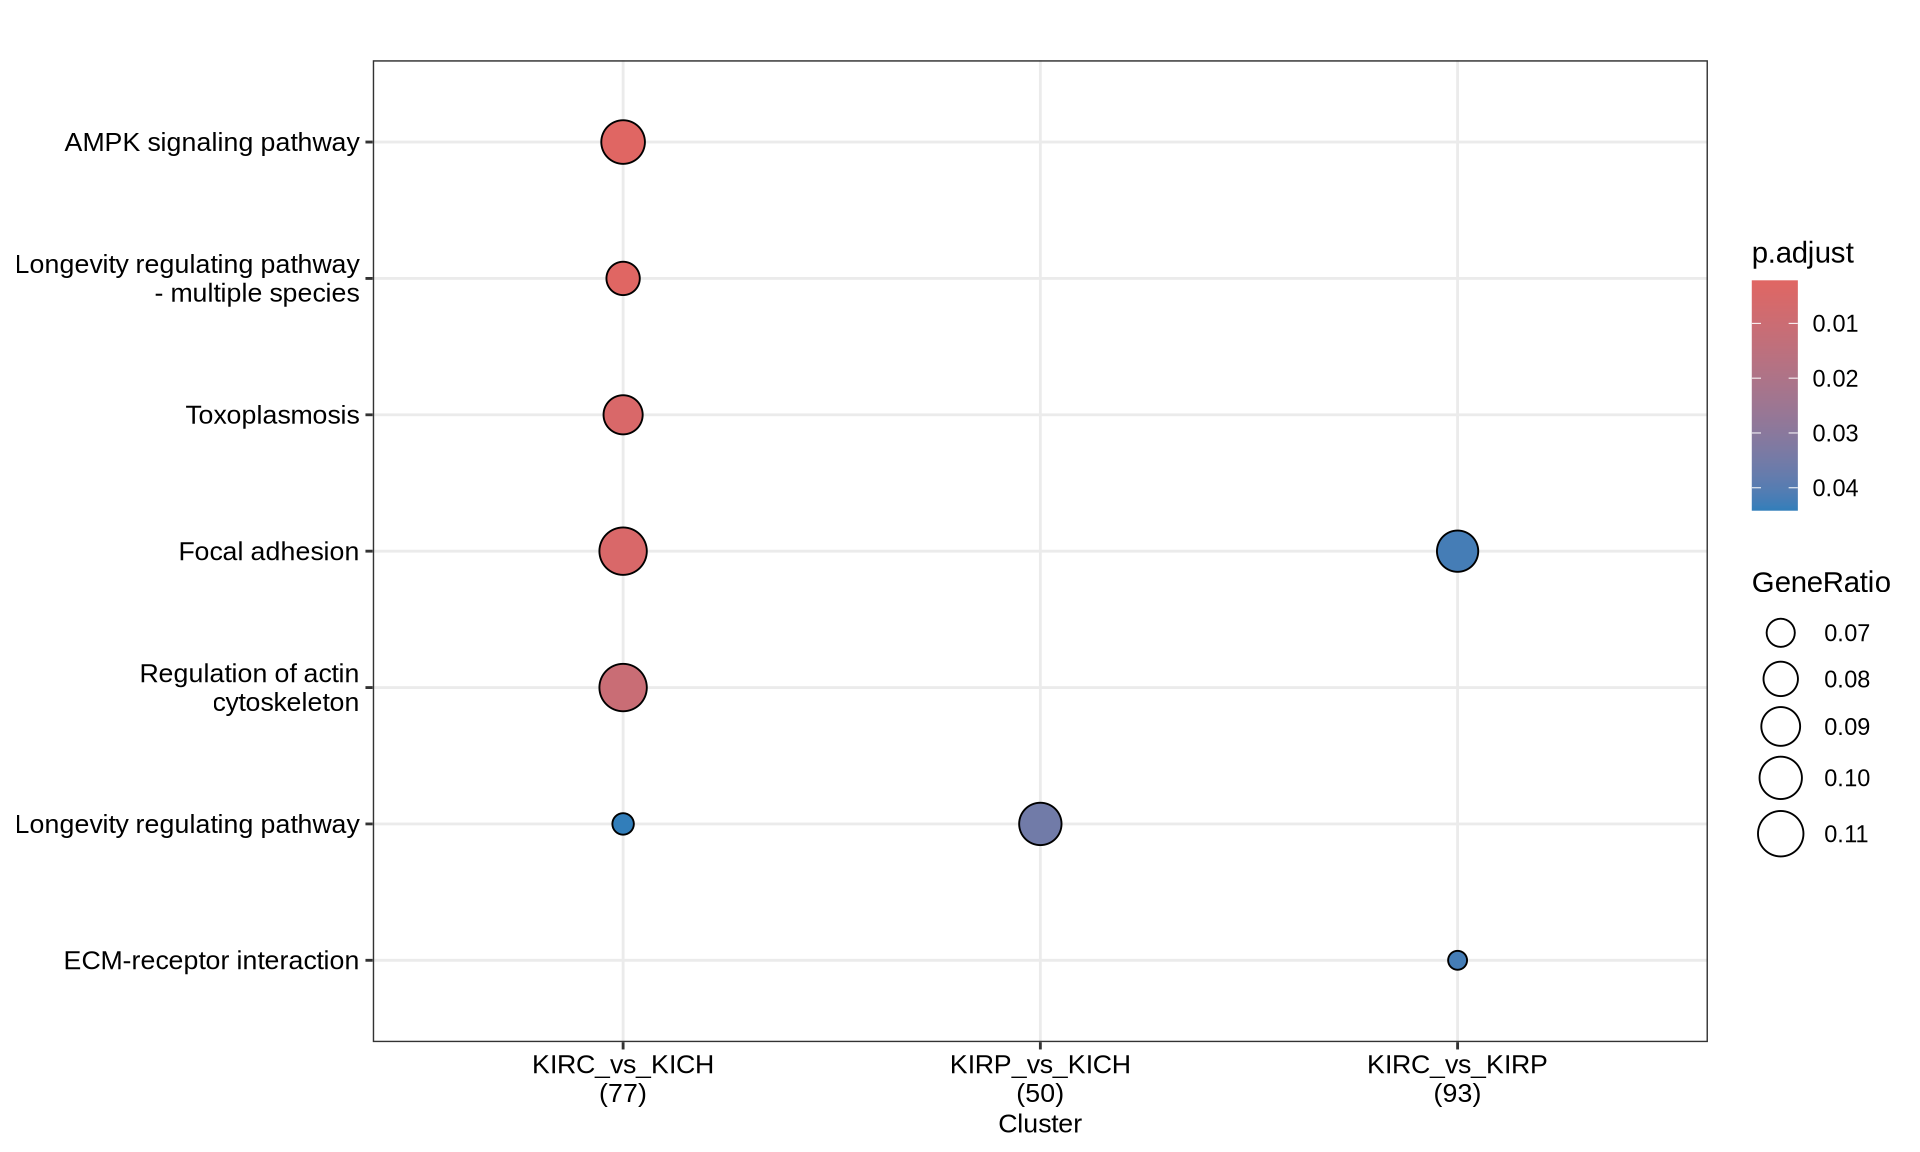 AMPK signaling pathway
Longevity regulating pathway
- multiple species
Toxoplasmosis
Focal adhesion
Regulation of actin
cytoskeleton
Longevity regulating pathway
ECM-receptor interaction
KIRC_vs_KICH
(77)
KIRP_vs_KICH
(50)
KIRC_vs_KIRP
(93)
Cluster
p.adjust
0.01
0.02
0.03
0.04
GeneRatio
0.07
0.08
0.09
0.10
0.11